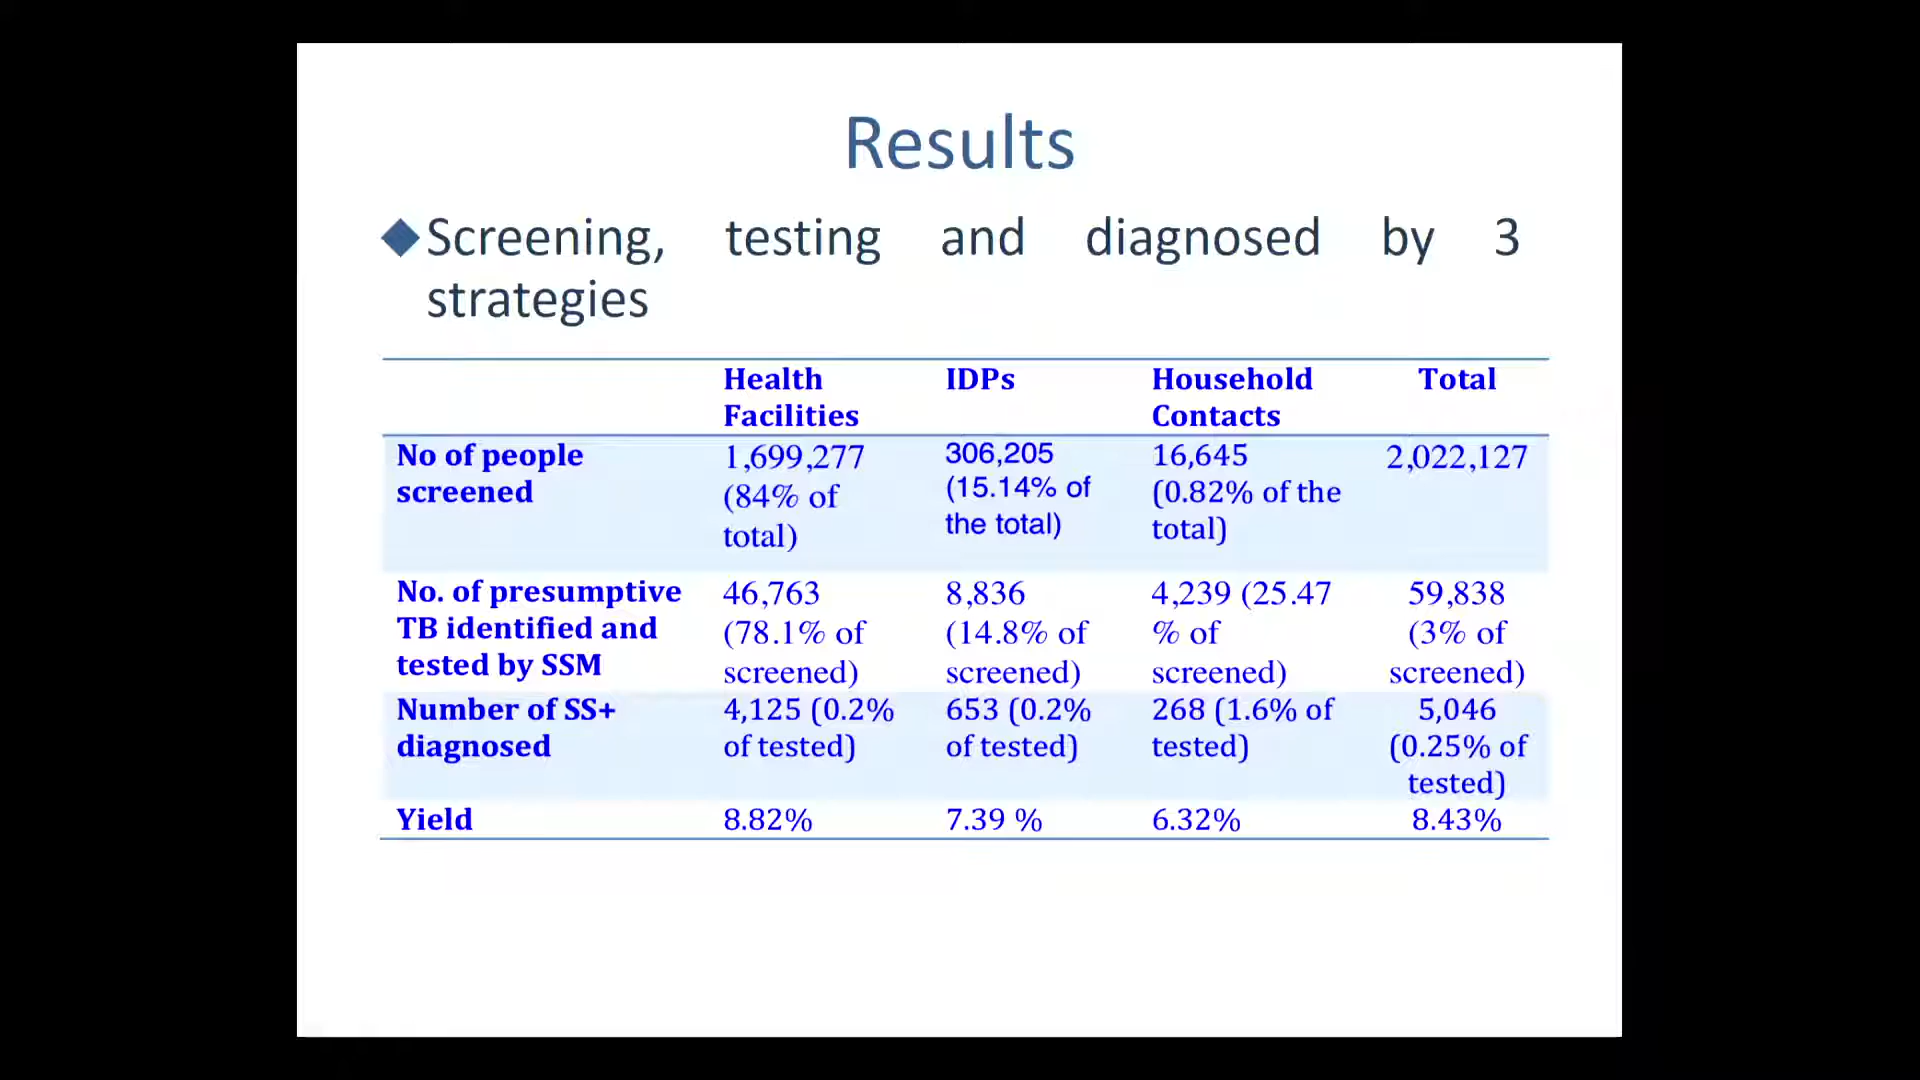 Results
◆Screening, testing and diagnosed by 3
strategies
Health Facilities IDPs Household Contacts Total
No of people screened 1,699,277 (84% of total) 306,205 (15.14% of the total) 16,645 (0.82% of the total) 2,022,127
No. of presumptive TB identified and tested by SSM 46,763 (78.1% of screened) 8,836 (14.8% of screened) 4,239 (25.47 % of screened) 59,838 (3% of screened)
Number of SS+ diagnosed 4,125 (0.2% of tested) 653 (0.2% of tested) 268 (1.6% of tested) 5,046 (0.25% of tested)
Yield 8.82% 7.39 % 6.32% 8.43%